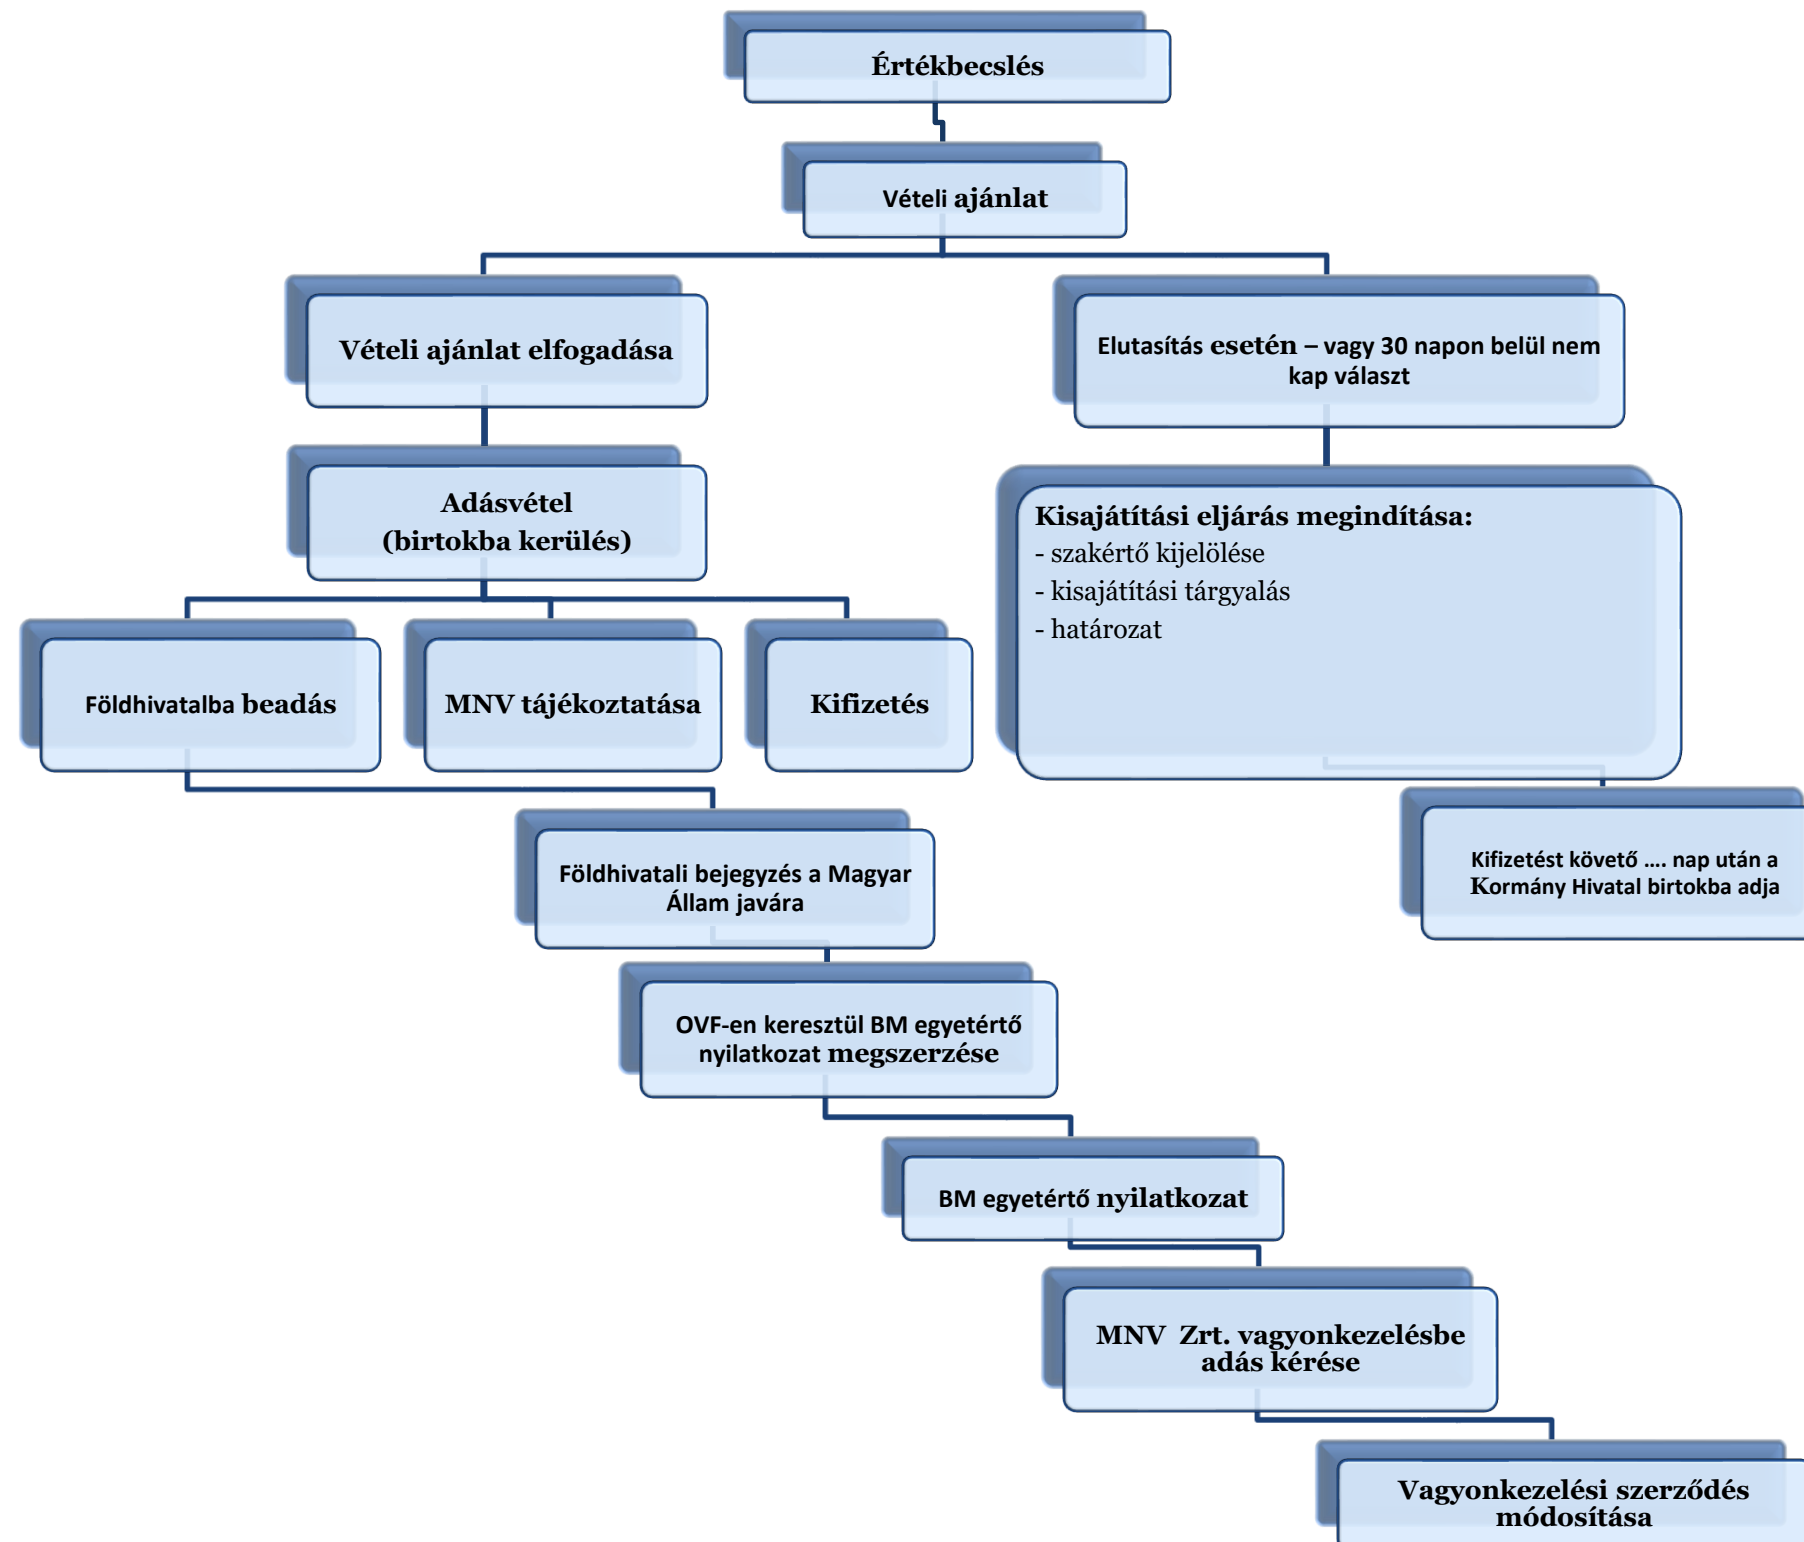 Értékbecslés
Vételi ajánlat
Vételi ajánlat elfogadása
Elutasítás esetén – vagy 30 napon belül nem
kap választ
Adásvétel
(birtokba kerülés)
Kisajátítási eljárás megindítása:
- szakértő kijelölése
- kisajátítási tárgyalás
- határozat
Földhivatalba beadás
MNV tájékoztatása
Kifizetés
Földhivatali bejegyzés a Magyar
Állam javára
Kifizetést követő .... nap után a
Kormány Hivatal birtokba adja
OVF-en keresztül BM egyetértő
nyilatkozat megszerzése
BM egyetértő nyilatkozat
MNV  Zrt. vagyonkezelésbe
adás kérése
Vagyonkezelési szerződés
módosítása